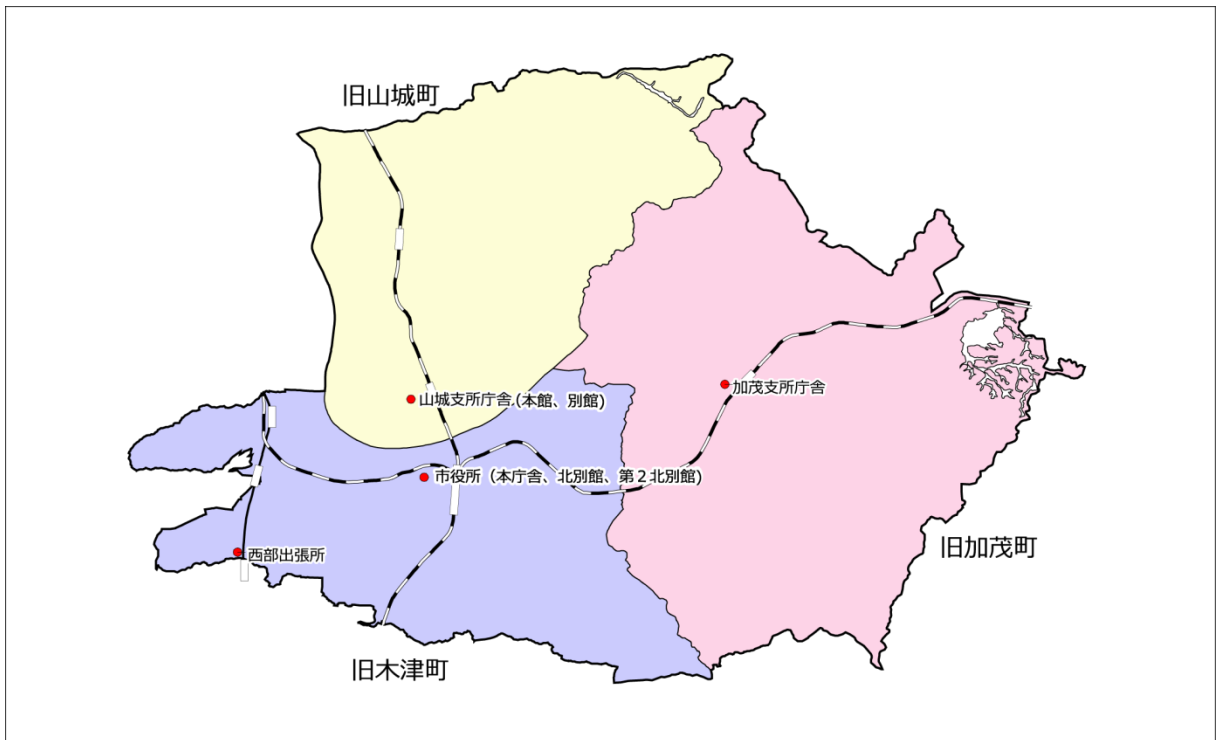 旧山城町
加茂支所庁舎
山城支所庁舎(本館、別館)
市役所（本庁舎、北別館、第２北別館)
旧加茂町
西部出張所
旧木津町